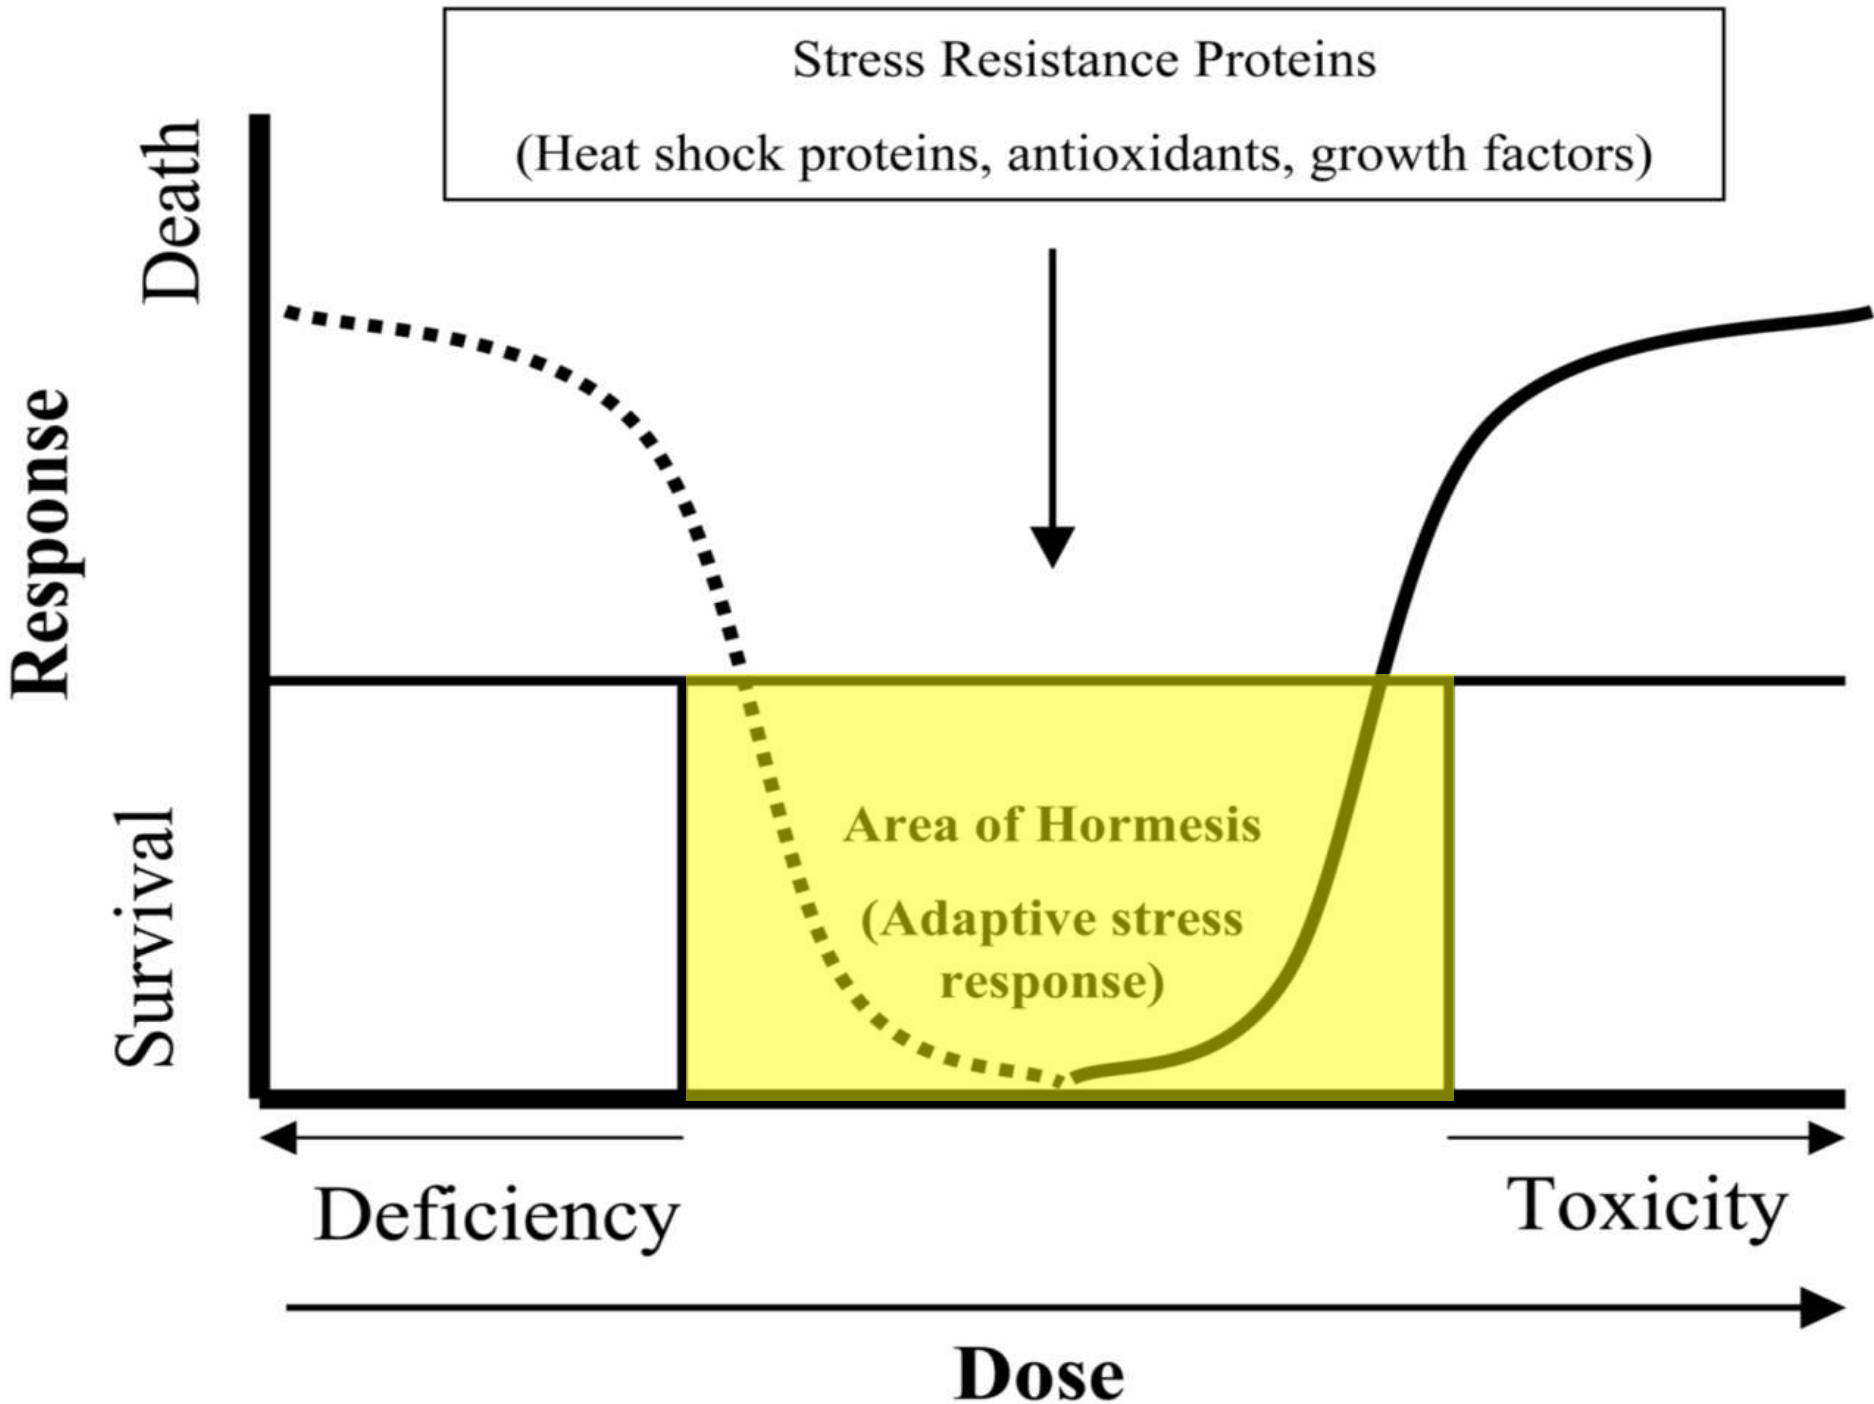 Stress Resistance Proteins
(Heat shock proteins, antioxidants, growth factors)
Death
Response
Survival
Area of Hormesis
(Adaptive stress
response)
Deficiency
Toxicity
Dose